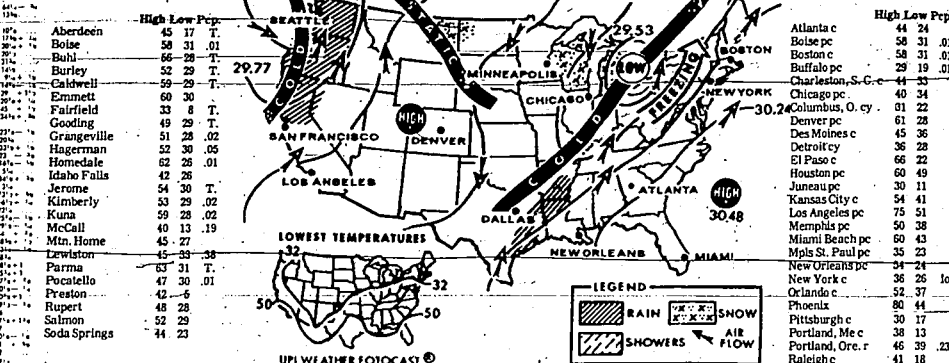 High Low Pcp.
Aberdeen 45 17 T.
Boise 58 31 .01
Buhl 66 28 T.
Burley 52 29 T.
Caldwell 59 29 T.
Emmett 60 30
Fairfield 33 8 T.
Gooding 49 29 T.
Grangeville 51 28 .02
Hagerman 52 30 .05
Homedale 62 26 .01
Idaho Falls 42 26
Jerome 54 30 T.
Kimberly 53 29 .02
Kuna 59 28 .02
McCall 40 13 .19
Mtn. Home 45 27
Lewiston 45 33 .38
Parma 63 31 T.
Pocatello 47 30 .01
Preston 42 6
Rupert 48 28
Salmon 52 29
Soda Springs 44 23
SEATTLE
29.77
COLD
STATIC
29.53
MINNEAPOLIS
LOW
BOSTON
FREEZING
NEW YORK
CHICAGO
30.24
HIGH
DENVER
SAN FRANCISCO
COLD
LOS ANGELES
ATLANTA
HIGH
30.48
DALLAS
NEW ORLEANS
MIAMI
LOWEST TEMPERATURES
32
32
50
50
LEGEND
RAIN
SNOW
SHOWERS
AIR FLOW
UPI WEATHER FOTOCAST ®
High Low Pcp.
Atlanta c 44 24
Boise pc 58 31
Boston c 58 31
Buffalo pc 29 19
Charleston, S. C. c 44 33
Chicago pc 40 34
Columbus, O. cy 01 22
Denver pc 61 28
Des Moines c 45 36
Detroit cy 36 28
El Paso c 66 22
Houston pc 60 49
Juneau pc 30 11
Kansas City c 54 41
Los Angeles pc 75 51
Memphis pc 50 38
Miami Beach pc 60 43
Mpls St. Paul pc 35 23
New Orleans pc 54 24
New York c 36 26
Orlando c 52 37
Phoenix 80 44
Pittsburgh c 30 17
Portland, Me c 38 13
Portland, Ore. r 46 39
Raleigh c 41 18